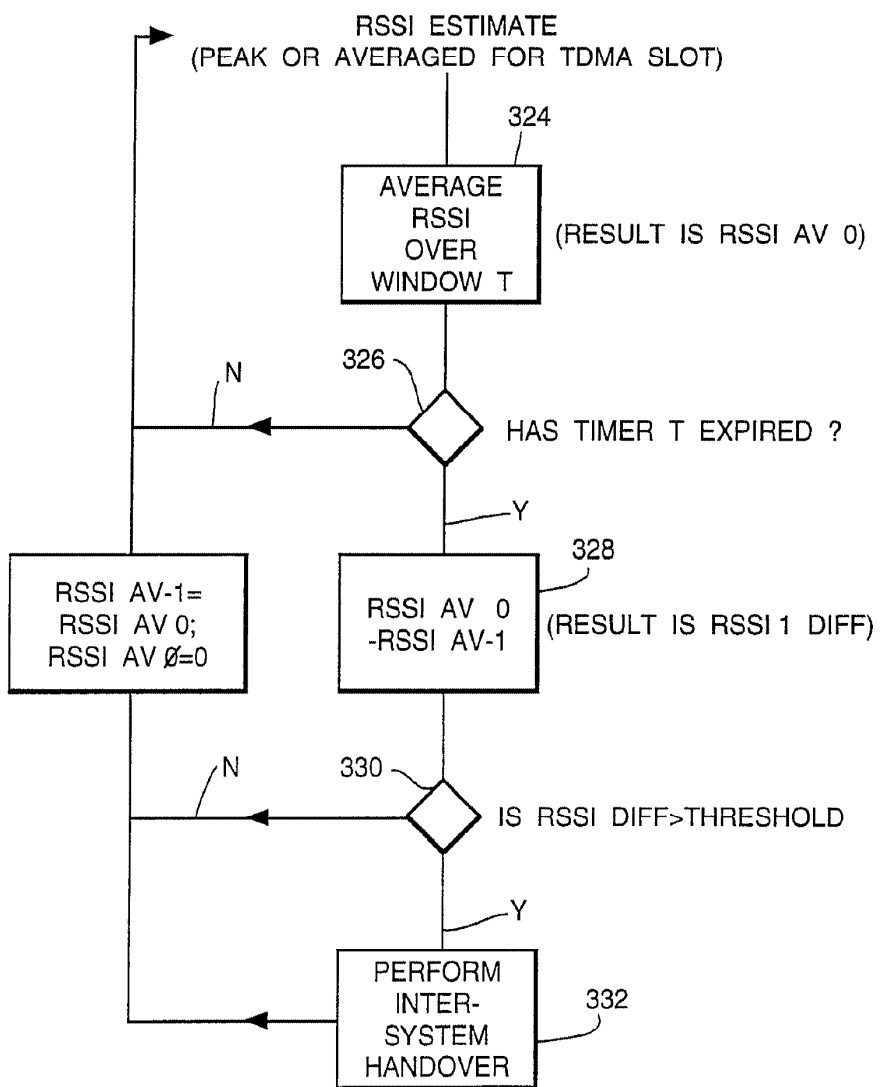 RSSI ESTIMATE
(PEAK OR AVERAGED FOR TDMA SLOT)
324
AVERAGE
RSSI
OVER
WINDOW T
(RESULT IS RSSI AV 0)
326
N
HAS TIMER T EXPIRED ?
Y
328
RSSI AV-1=
RSSI AV 0;
RSSI AV Ø=0
RSSI AV 0
-RSSI AV-1
(RESULT IS RSSI 1 DIFF)
330
N
IS RSSI DIFF>THRESHOLD
Y
PERFORM
INTER-
SYSTEM
HANDOVER
332